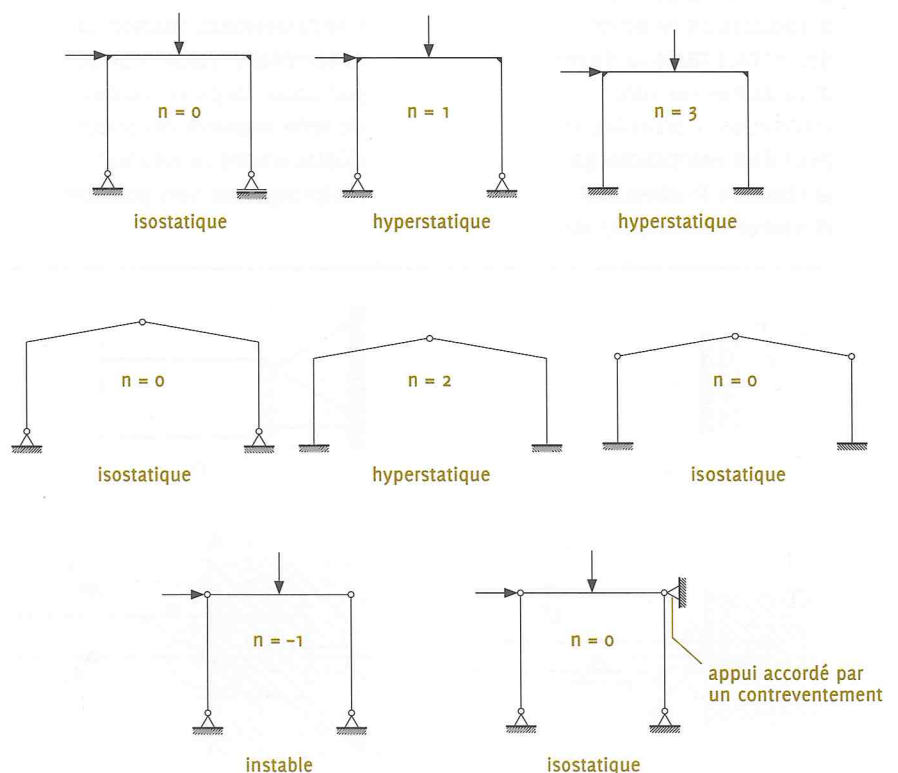 n = 0
n = 1
n = 3
isostatique
hyperstatique
hyperstatique
n = 0
n = 2
n = 0
isostatique
hyperstatique
isostatique
n = -1
n = 0
appui accordé par
un contreventement
instable
isostatique